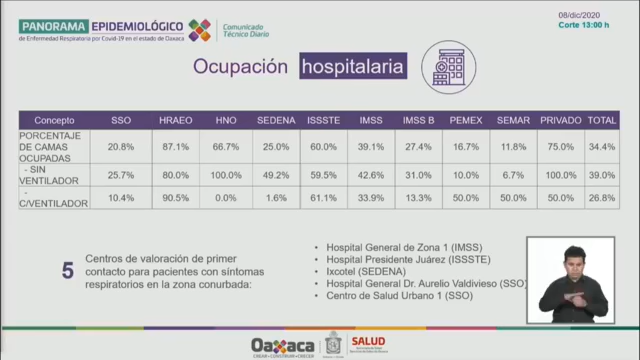 PANORAMA EPIDEMIOLÓGICO
de Enfermedad Respiratoria por Covid-19 en el estado de Oaxaca
Comunicado
Técnico Diario
08/dic/2020
Corte 13:00 h
Ocupación hospitalaria
Concepto SSO HRAEO HNO SEDENA ISSSTE IMSS IMSS B PEMEX SEMAR PRIVADO TOTAL
PORCENTAJE DE CAMAS OCUPADAS 20.8% 87.1% 66.7% 25.0% 60.0% 39.1% 27.4% 16.7% 11.8% 75.0% 34.4%
- SIN VENTILADOR 25.7% 80.0% 100.0% 49.2% 59.5% 42.6% 31.0% 10.0% 6.7% 100.0% 39.0%
- C/VENTILADOR 10.4% 90.5% 0.0% 1.6% 61.1% 33.9% 13.3% 50.0% 50.0% 50.0% 26.8%
5 Centros de valoración de primer
contacto para pacientes con síntomas
respiratorios en la zona conurbada:
• Hospital General de Zona 1 (IMSS)
• Hospital Presidente Juárez (ISSSTE)
• Ixcotel (SEDENA)
• Hospital General Dr. Aurelio Valdivieso (SSO)
• Centro de Salud Urbano 1 (SSO)
Oaxaca
CREAR · CONSTRUIR · CRECER
SALUD